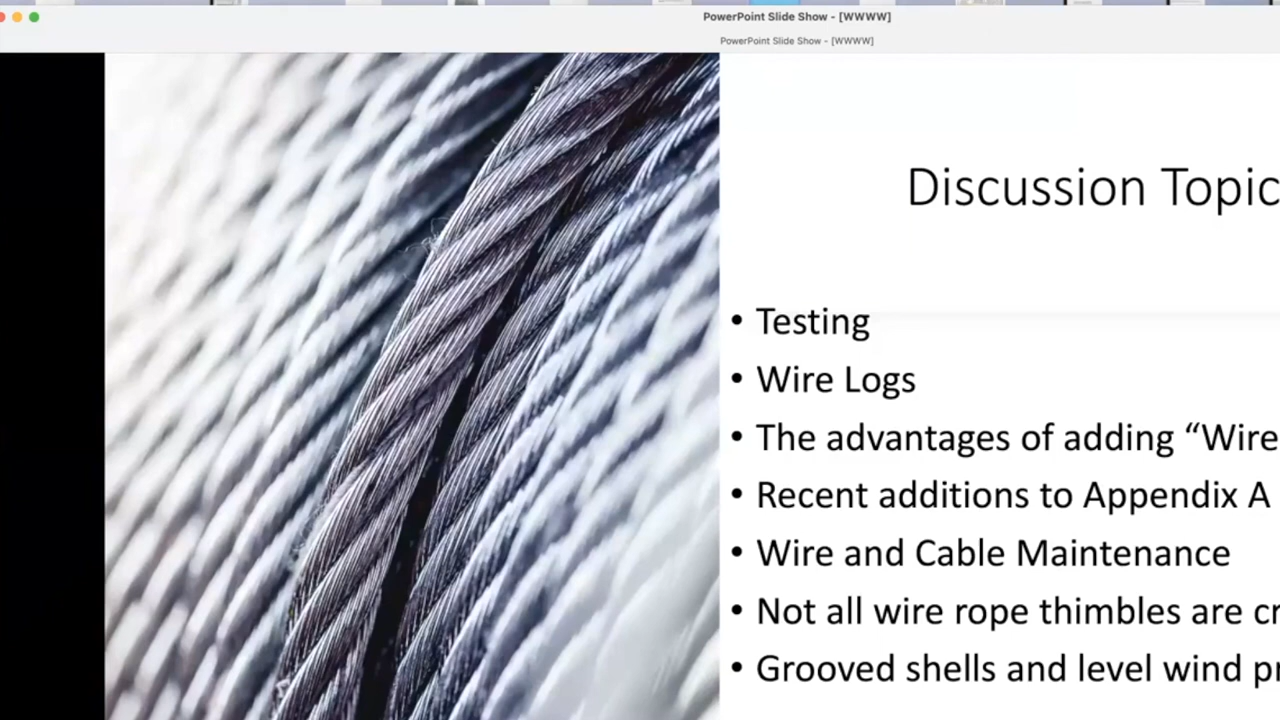 PowerPoint Slide Show - [WWWW]
PowerPoint Slide Show - [WWWW]
Discussion Topic
• Testing
• Wire Logs
• The advantages of adding “Wire
• Recent additions to Appendix A
• Wire and Cable Maintenance
• Not all wire rope thimbles are cr
• Grooved shells and level wind pr